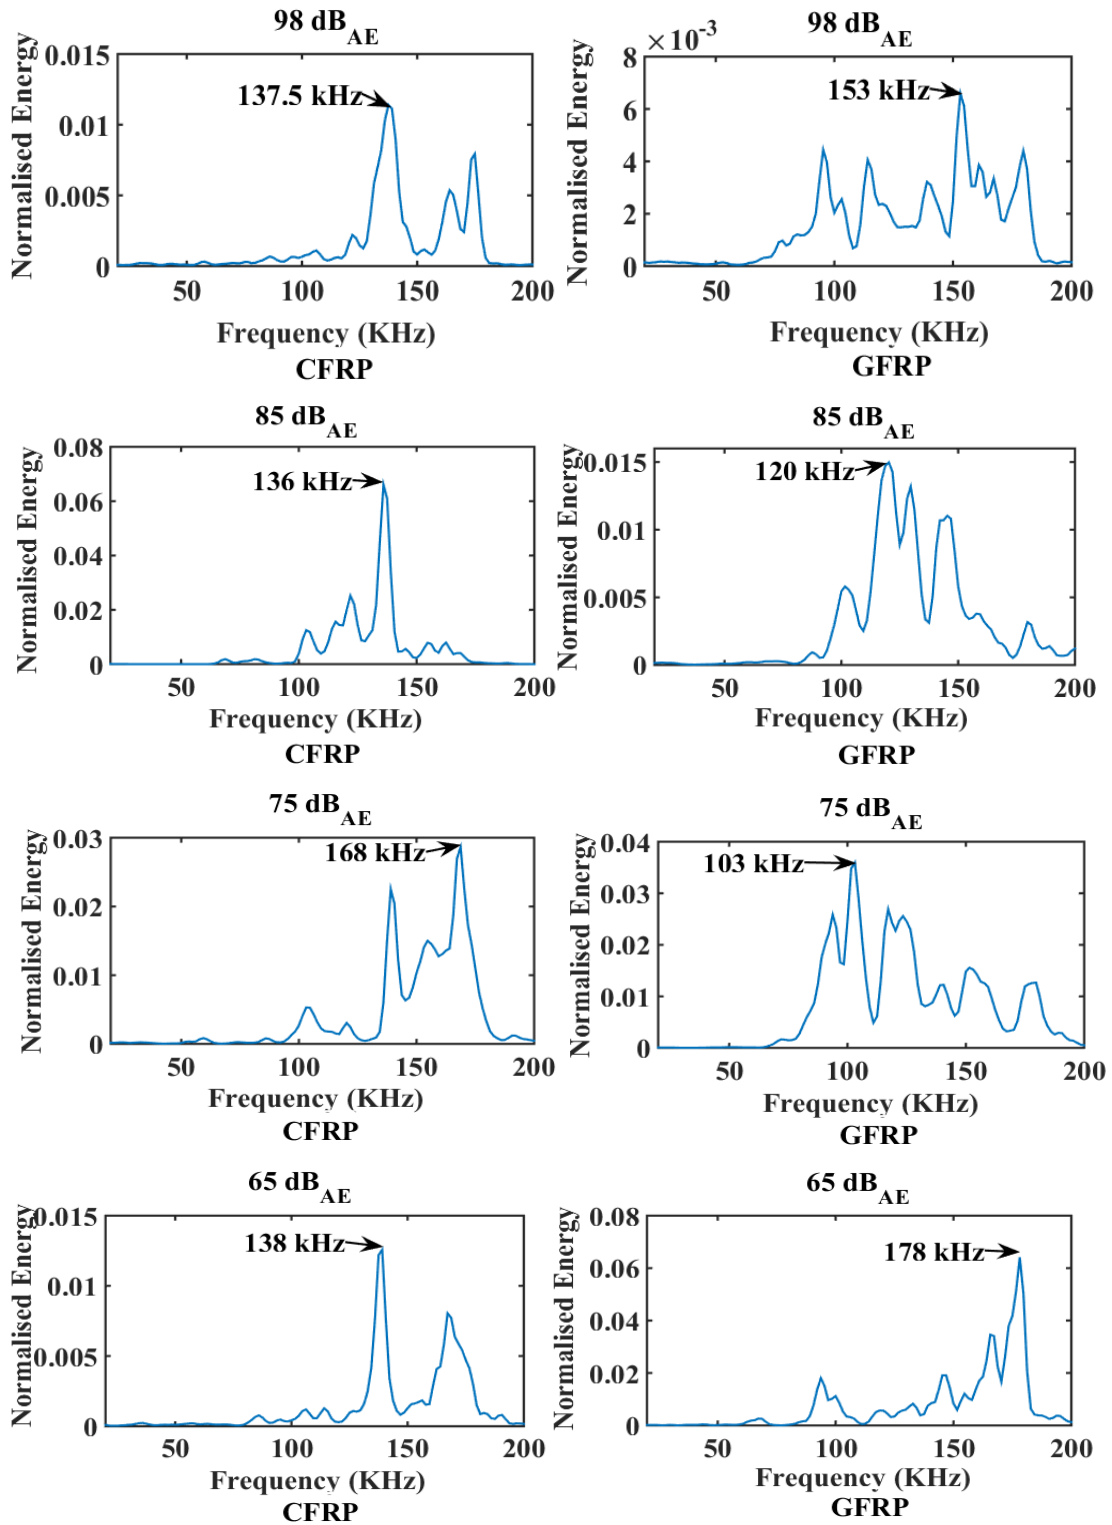 98 dB_AE
Normalised Energy
0.015
0.01
0.005
0
137.5 kHz
50 100 150 200
Frequency (KHz)
CFRP
98 dB_AE
×10^-3
Normalised Energy
8
6
4
2
0
153 kHz
50 100 150 200
Frequency (KHz)
GFRP
85 dB_AE
Normalised Energy
0.08
0.06
0.04
0.02
0
136 kHz
50 100 150 200
Frequency (KHz)
CFRP
85 dB_AE
Normalised Energy
0.015
0.01
0.005
0
120 kHz
50 100 150 200
Frequency (KHz)
GFRP
75 dB_AE
Normalised Energy
0.03
0.02
0.01
0
168 kHz
50 100 150 200
Frequency (KHz)
CFRP
75 dB_AE
Normalised Energy
0.04
0.03
0.02
0.01
0
103 kHz
50 100 150 200
Frequency (KHz)
GFRP
65 dB_AE
Normalised Energy
0.015
0.01
0.005
0
138 kHz
50 100 150 200
Frequency (KHz)
CFRP
65 dB_AE
Normalised Energy
0.08
0.06
0.04
0.02
0
178 kHz
50 100 150 200
Frequency (KHz)
GFRP